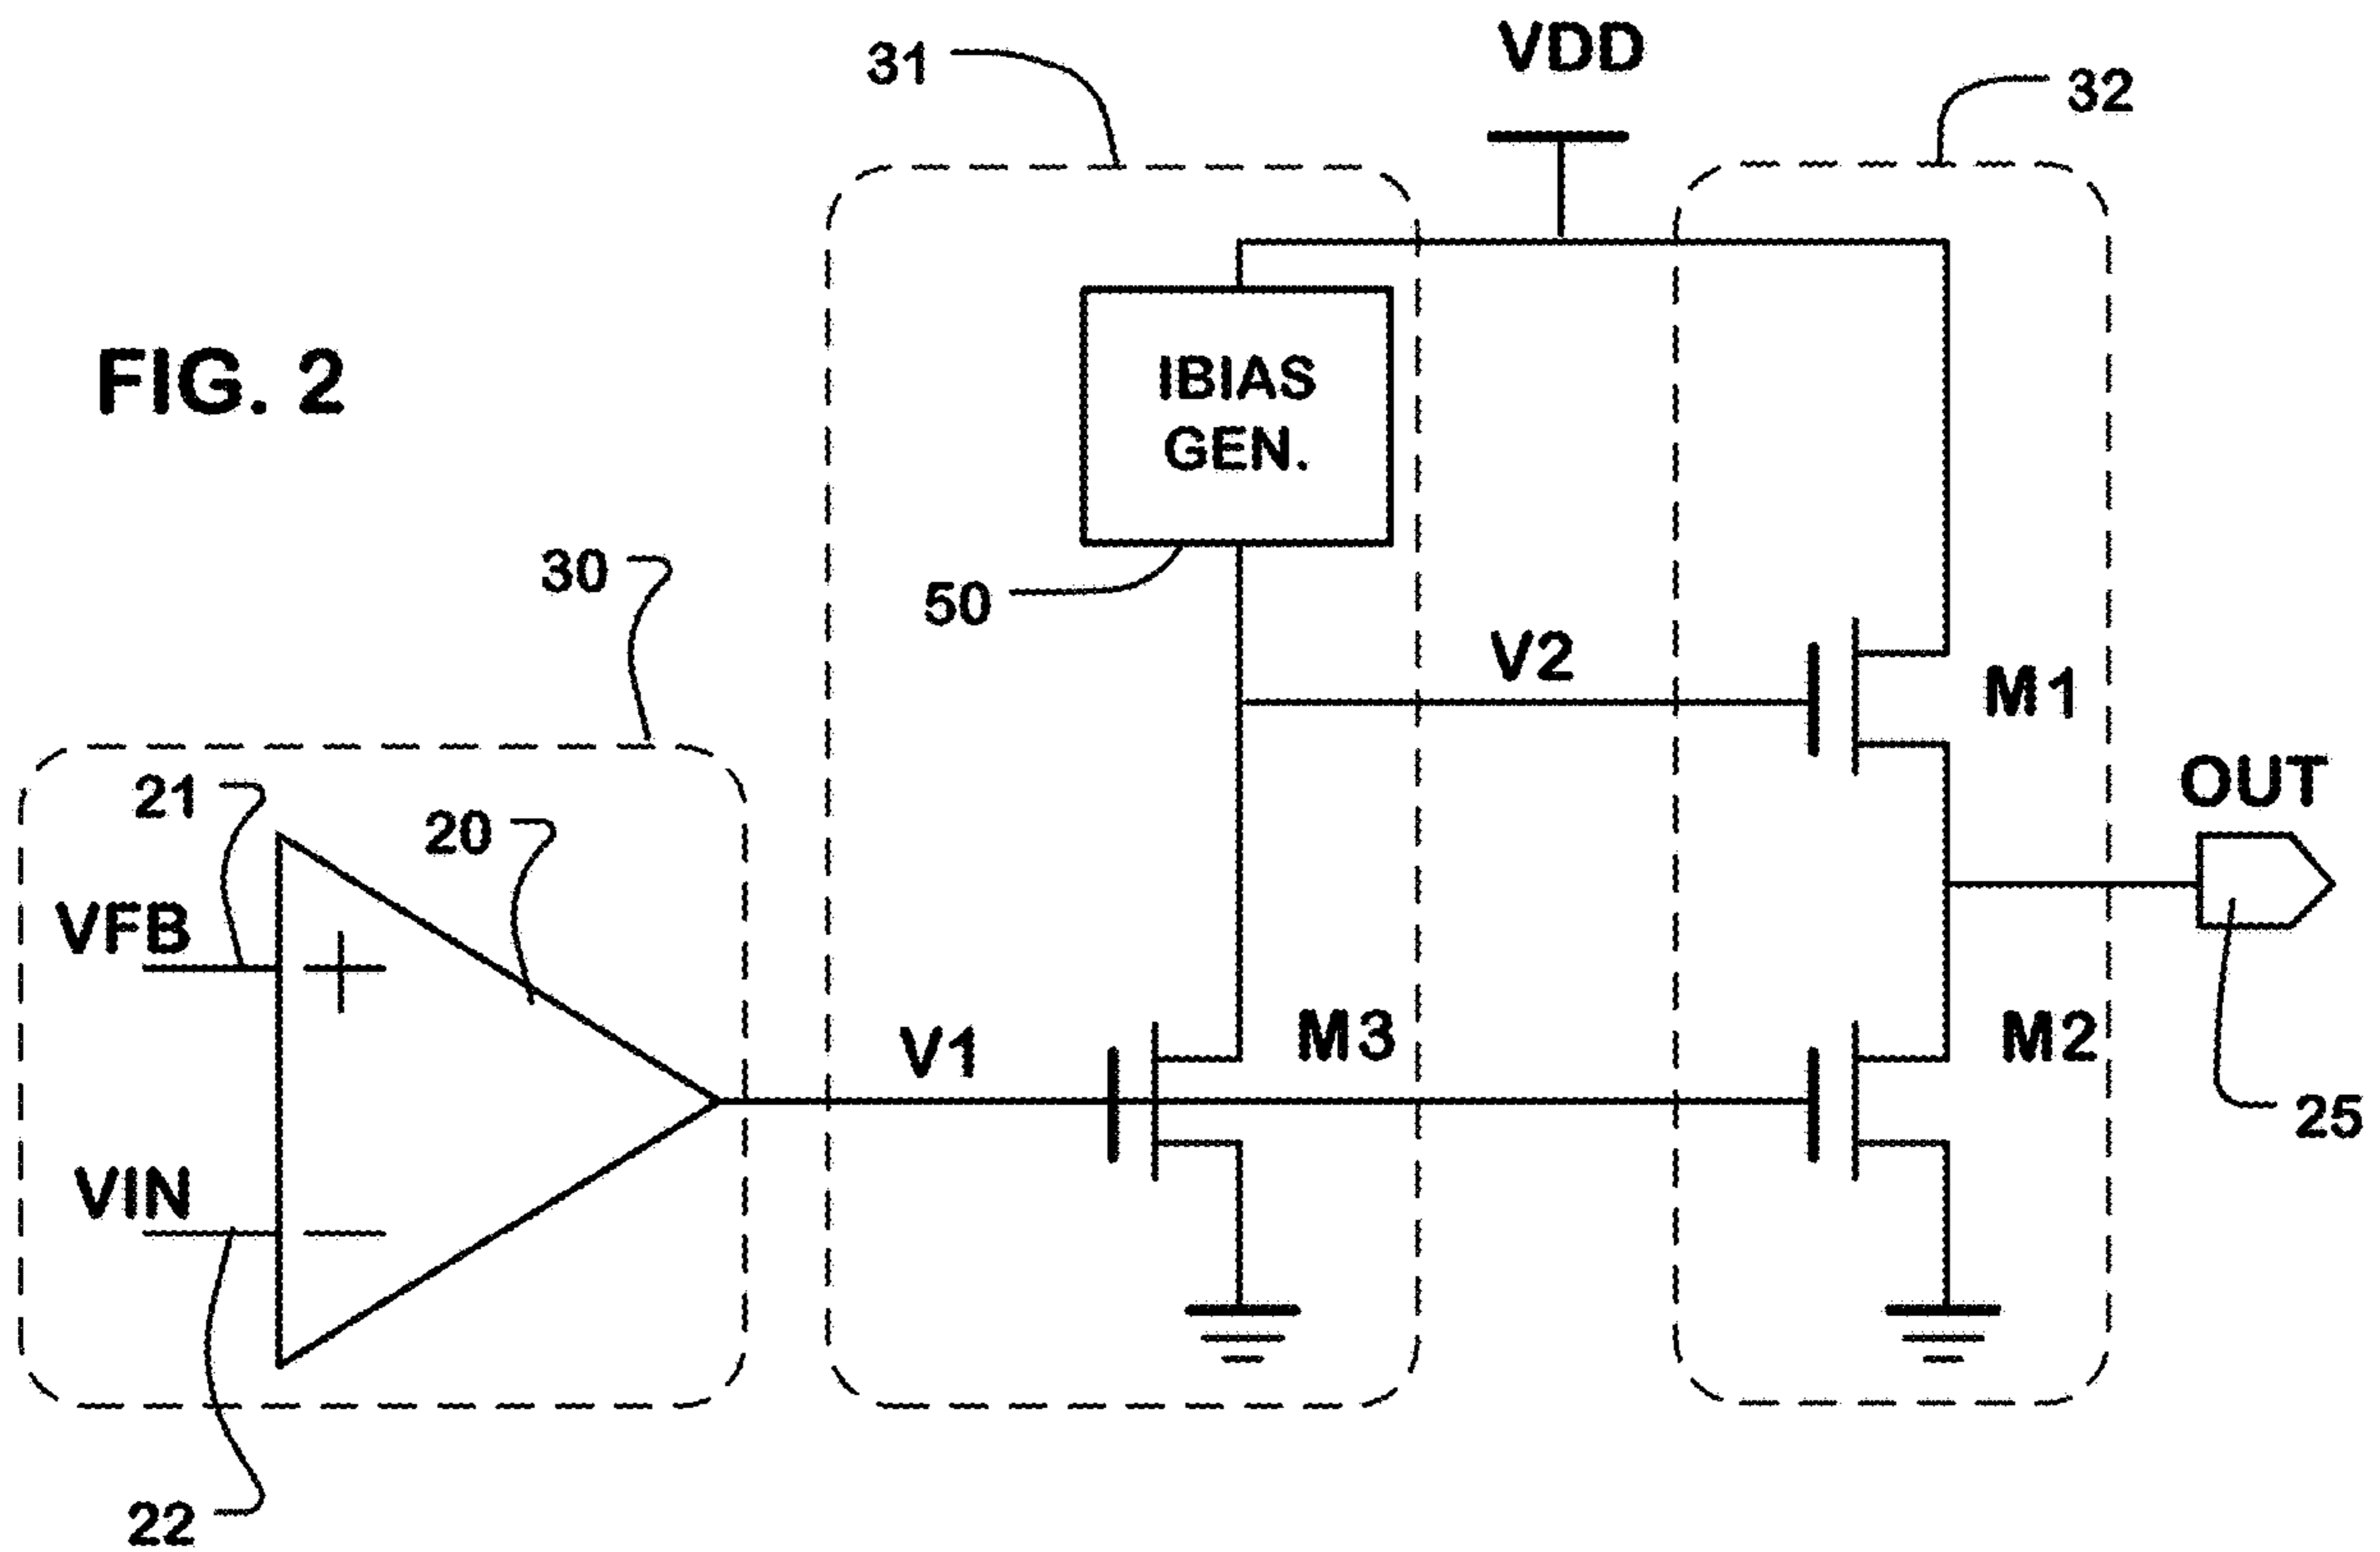 VDD
31
32
FIG. 2
IBIAS
GEN.
30
50
V2
M1
21
20
OUT
VFB
+
V1
M3
M2
25
VIN
−
22